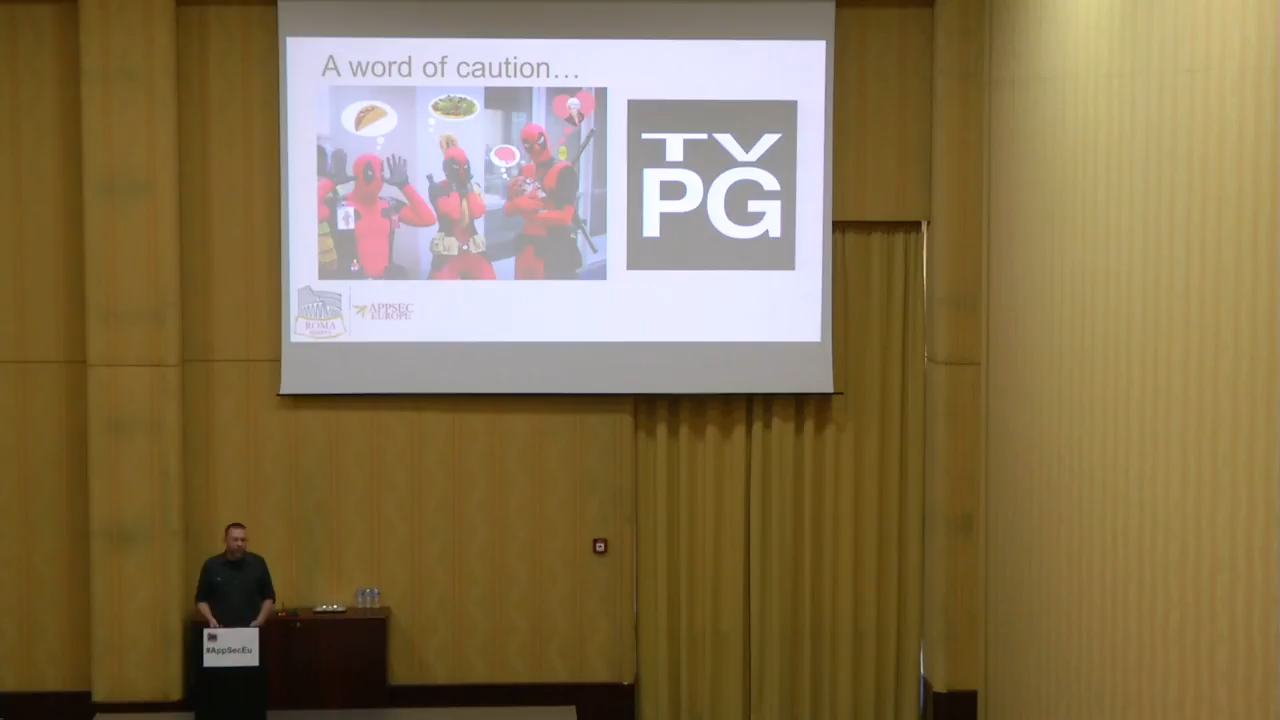 A word of caution…
TV
PG
ROMA
APPSEC
EUROPE
#AppSecEu